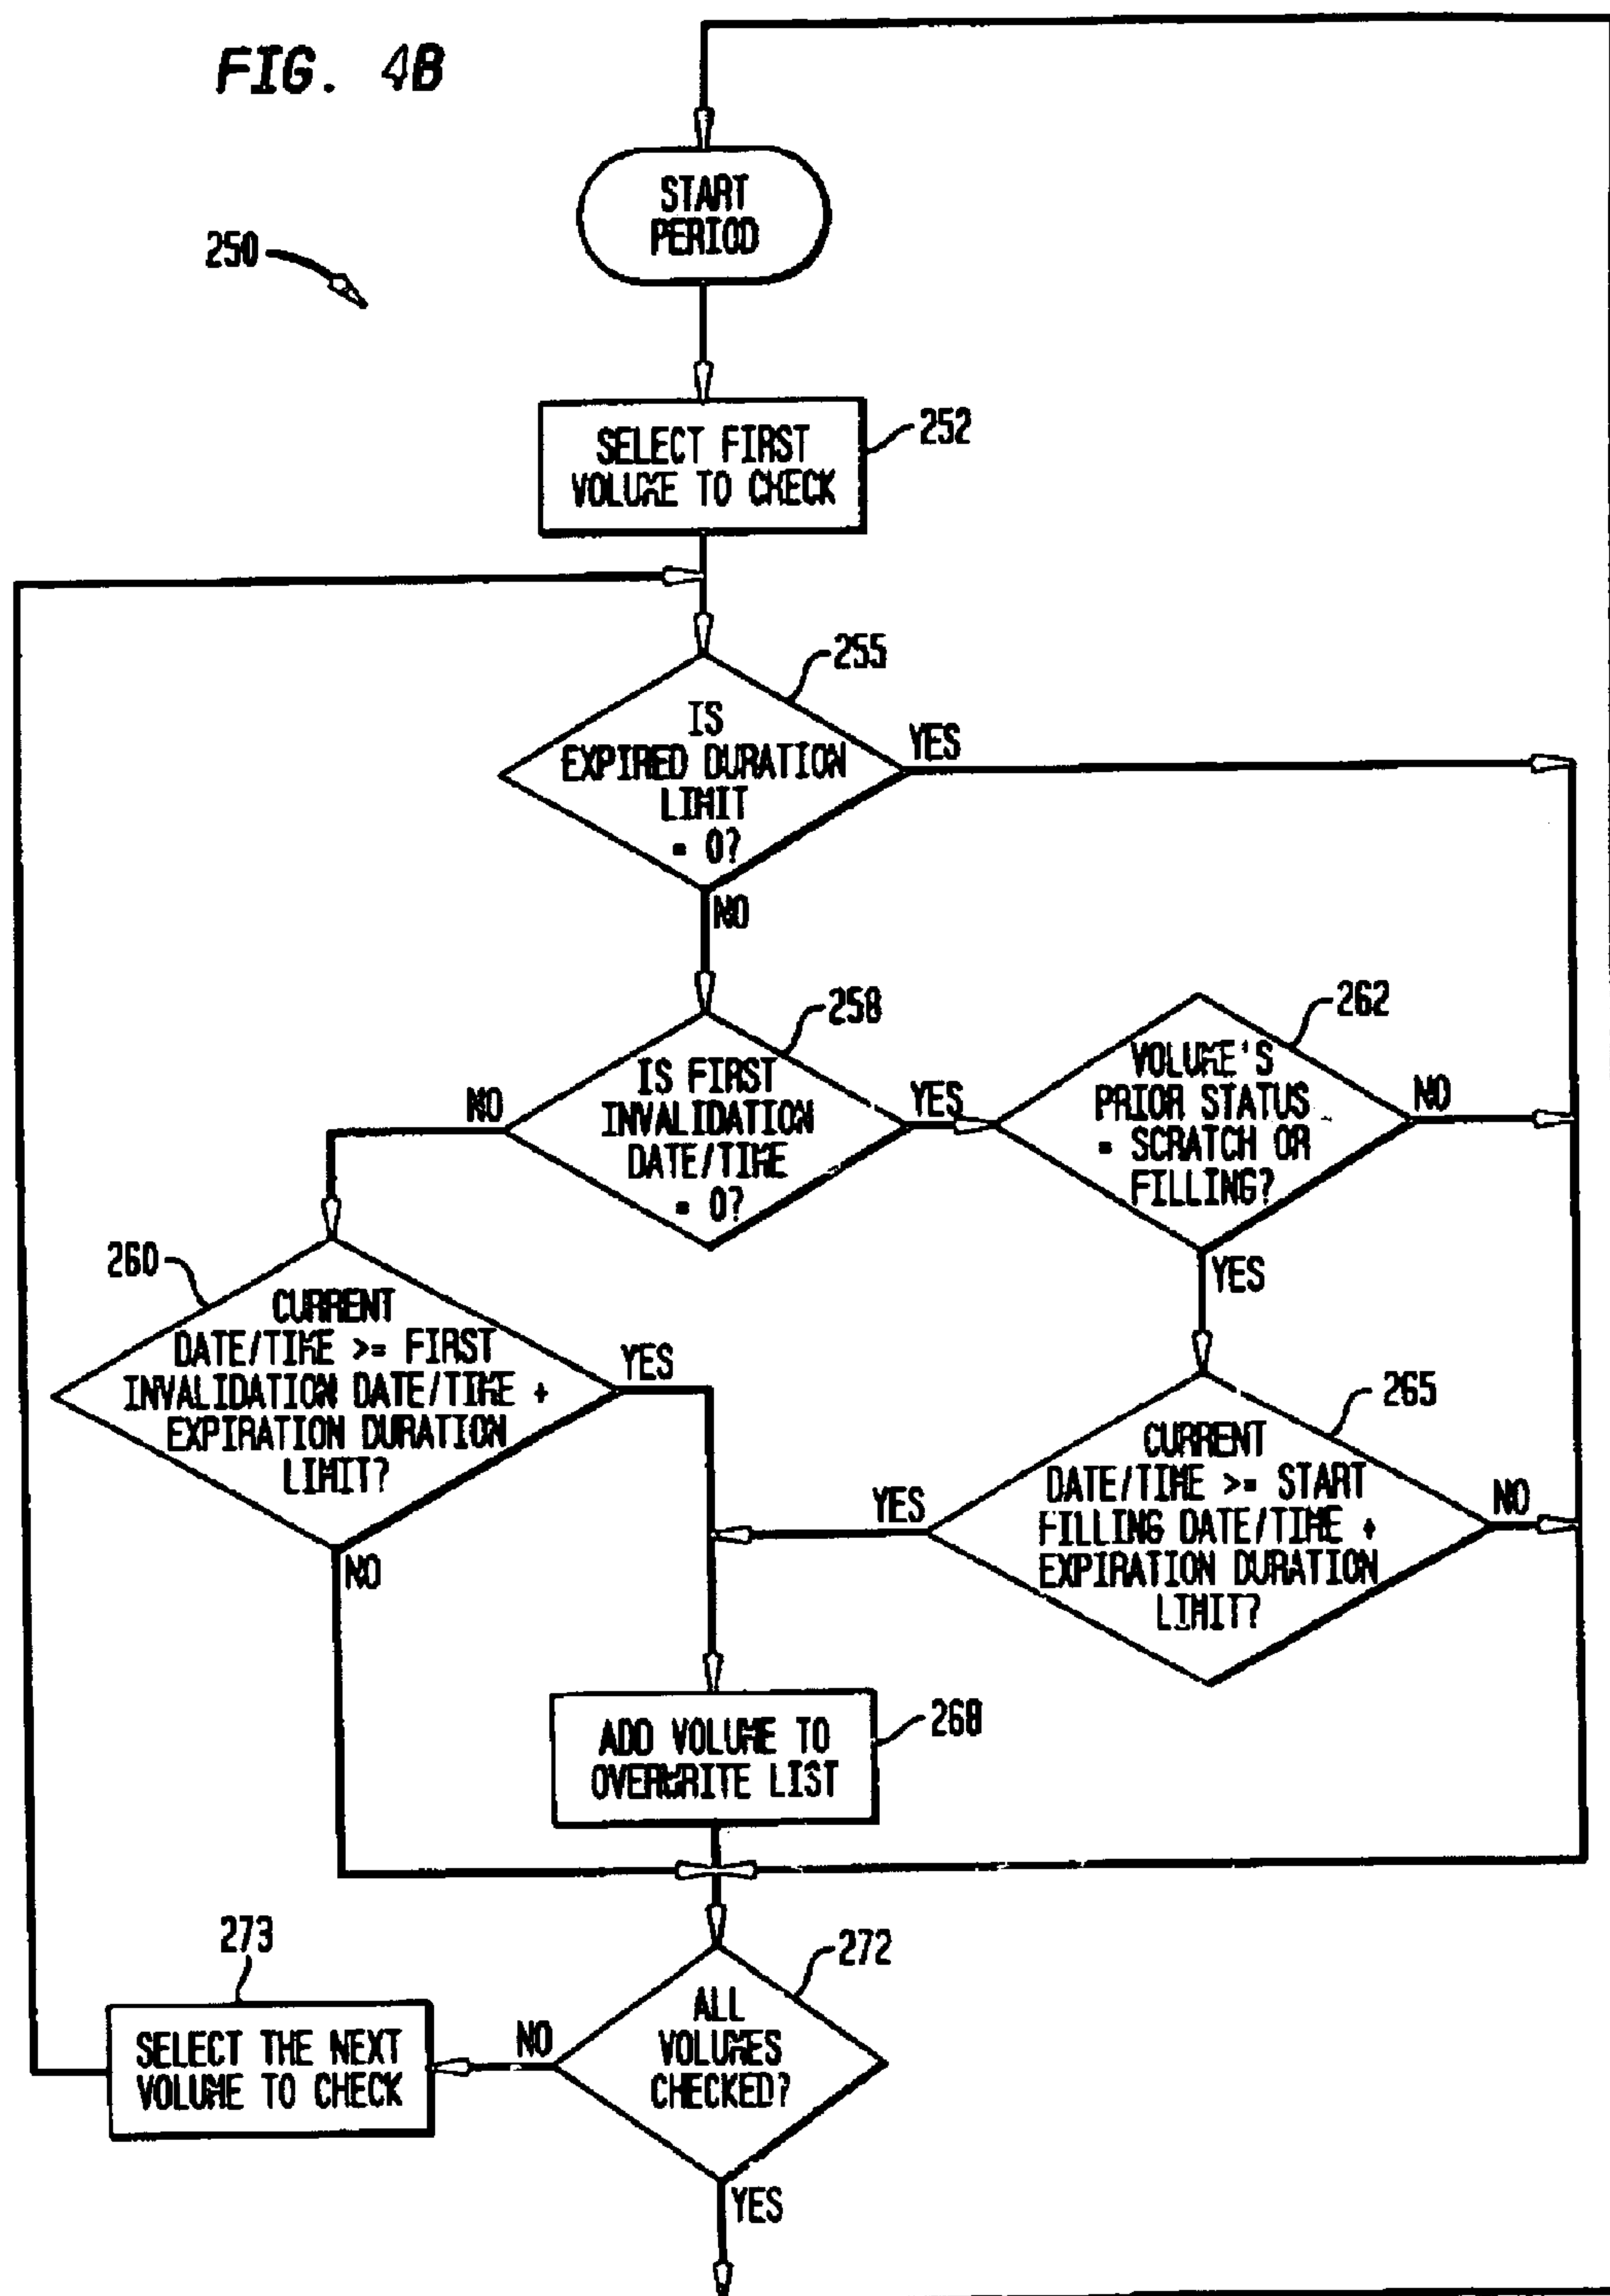 FIG. 4B
START
PERIOD
250
SELECT FIRST
VOLUME TO CHECK
252
255
IS
EXPIRED DURATION
LIMIT
= 0?
YES
NO
258
IS FIRST
INVALIDATION
DATE/TIME
= 0?
NO
YES
262
VOLUME'S
PRIOR STATUS
= SCRATCH OR
FILLING?
NO
YES
260
CURRENT
DATE/TIME >= FIRST
INVALIDATION DATE/TIME +
EXPIRATION DURATION
LIMIT?
YES
NO
265
CURRENT
DATE/TIME >= START
FILLING DATE/TIME +
EXPIRATION DURATION
LIMIT?
YES
NO
268
ADD VOLUME TO
OVERWRITE LIST
273
SELECT THE NEXT
VOLUME TO CHECK
272
ALL
VOLUMES
CHECKED?
NO
YES